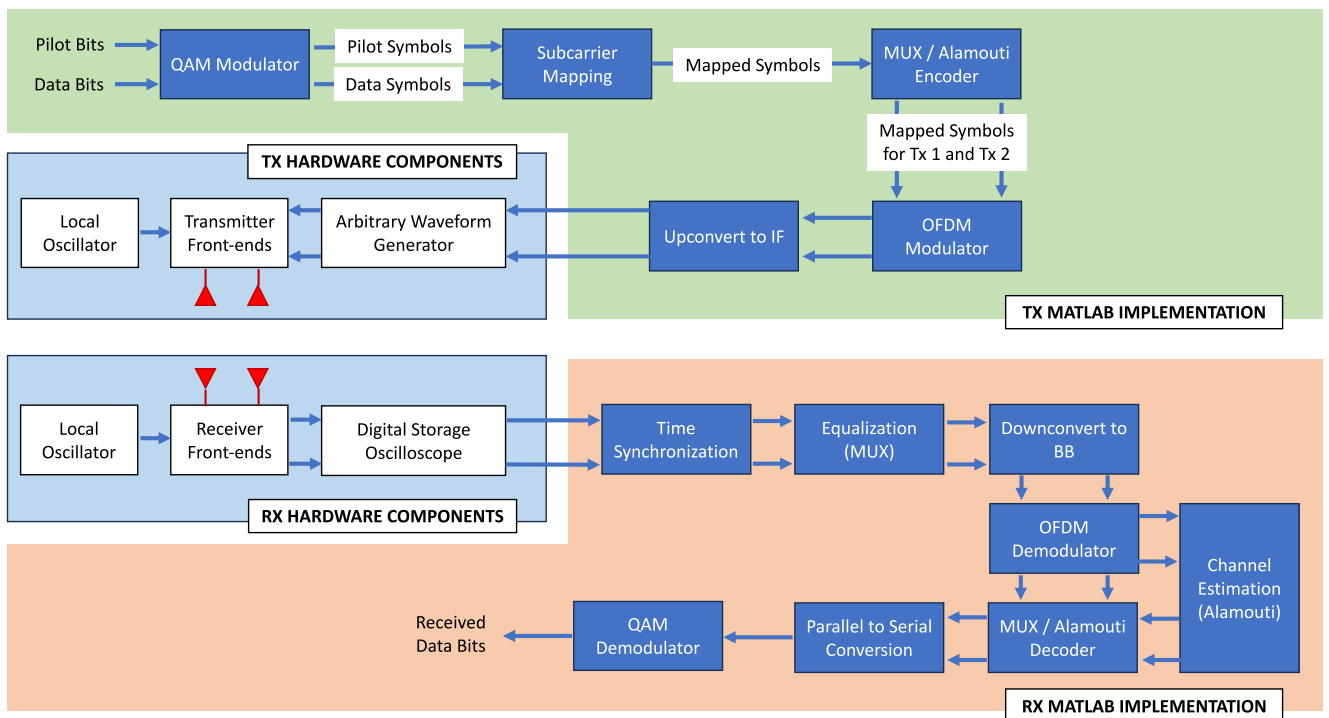 Pilot Bits
Data Bits
QAM Modulator
Pilot Symbols
Data Symbols
Subcarrier
Mapping
Mapped Symbols
MUX / Alamouti
Encoder
Mapped Symbols
for Tx 1 and Tx 2
TX HARDWARE COMPONENTS
Local
Oscillator
Transmitter
Front-ends
Arbitrary Waveform
Generator
Upconvert to IF
OFDM
Modulator
TX MATLAB IMPLEMENTATION
Local
Oscillator
Receiver
Front-ends
Digital Storage
Oscilloscope
RX HARDWARE COMPONENTS
Time
Synchronization
Equalization
(MUX)
Downconvert to
BB
OFDM
Demodulator
Channel
Estimation
(Alamouti)
MUX / Alamouti
Decoder
Parallel to Serial
Conversion
QAM
Demodulator
Received
Data Bits
RX MATLAB IMPLEMENTATION